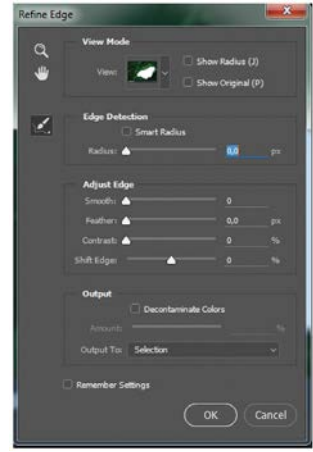 Refine Edge
View Mode
View:
Show Radius (J)
Show Original (P)
Edge Detection
Smart Radius
Radius: 0,0 px
Adjust Edge
Smooth: 0
Feather: 0,0 px
Contrast: 0 %
Shift Edge: 0 %
Output
Decontaminate Colors
Amount: %
Output To: Selection
Remember Settings
OK Cancel